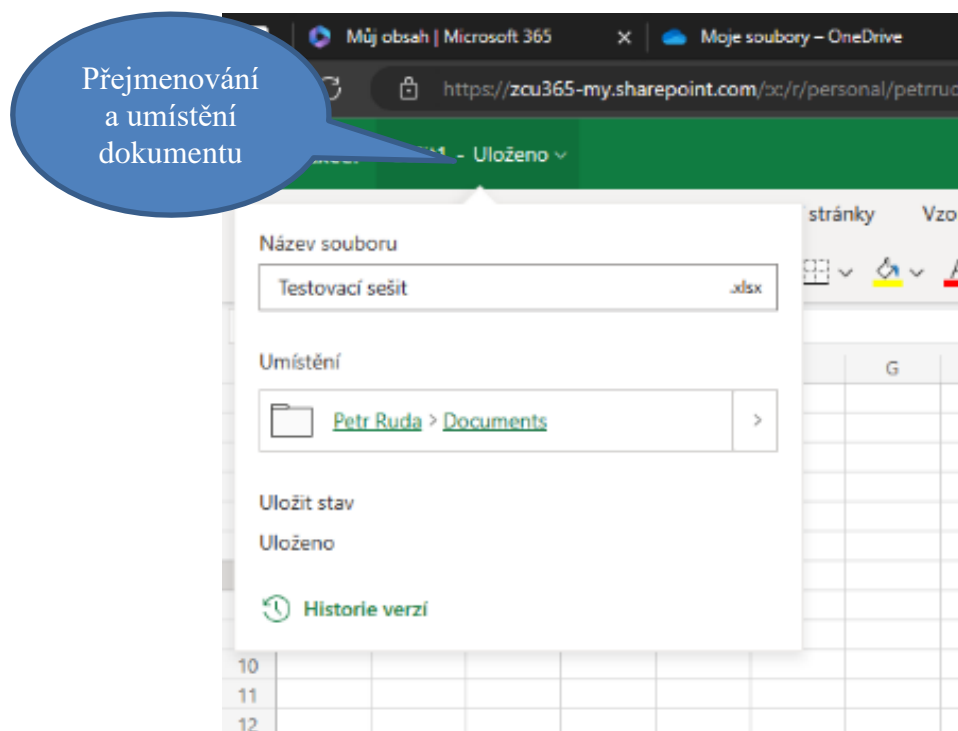 Můj obsah | Microsoft 365
Moje soubory – OneDrive
Přejmenování
a umístění
dokumentu
https://zcu365-my.sharepoint.com/:x:/r/personal/petrruc
- Uloženo
stránky
Vzo
Název souboru
Testovací sešit
.xlsx
Umístění
G
Petr Ruda > Documents
Uložit stav
Uloženo
Historie verzí
10
11
12